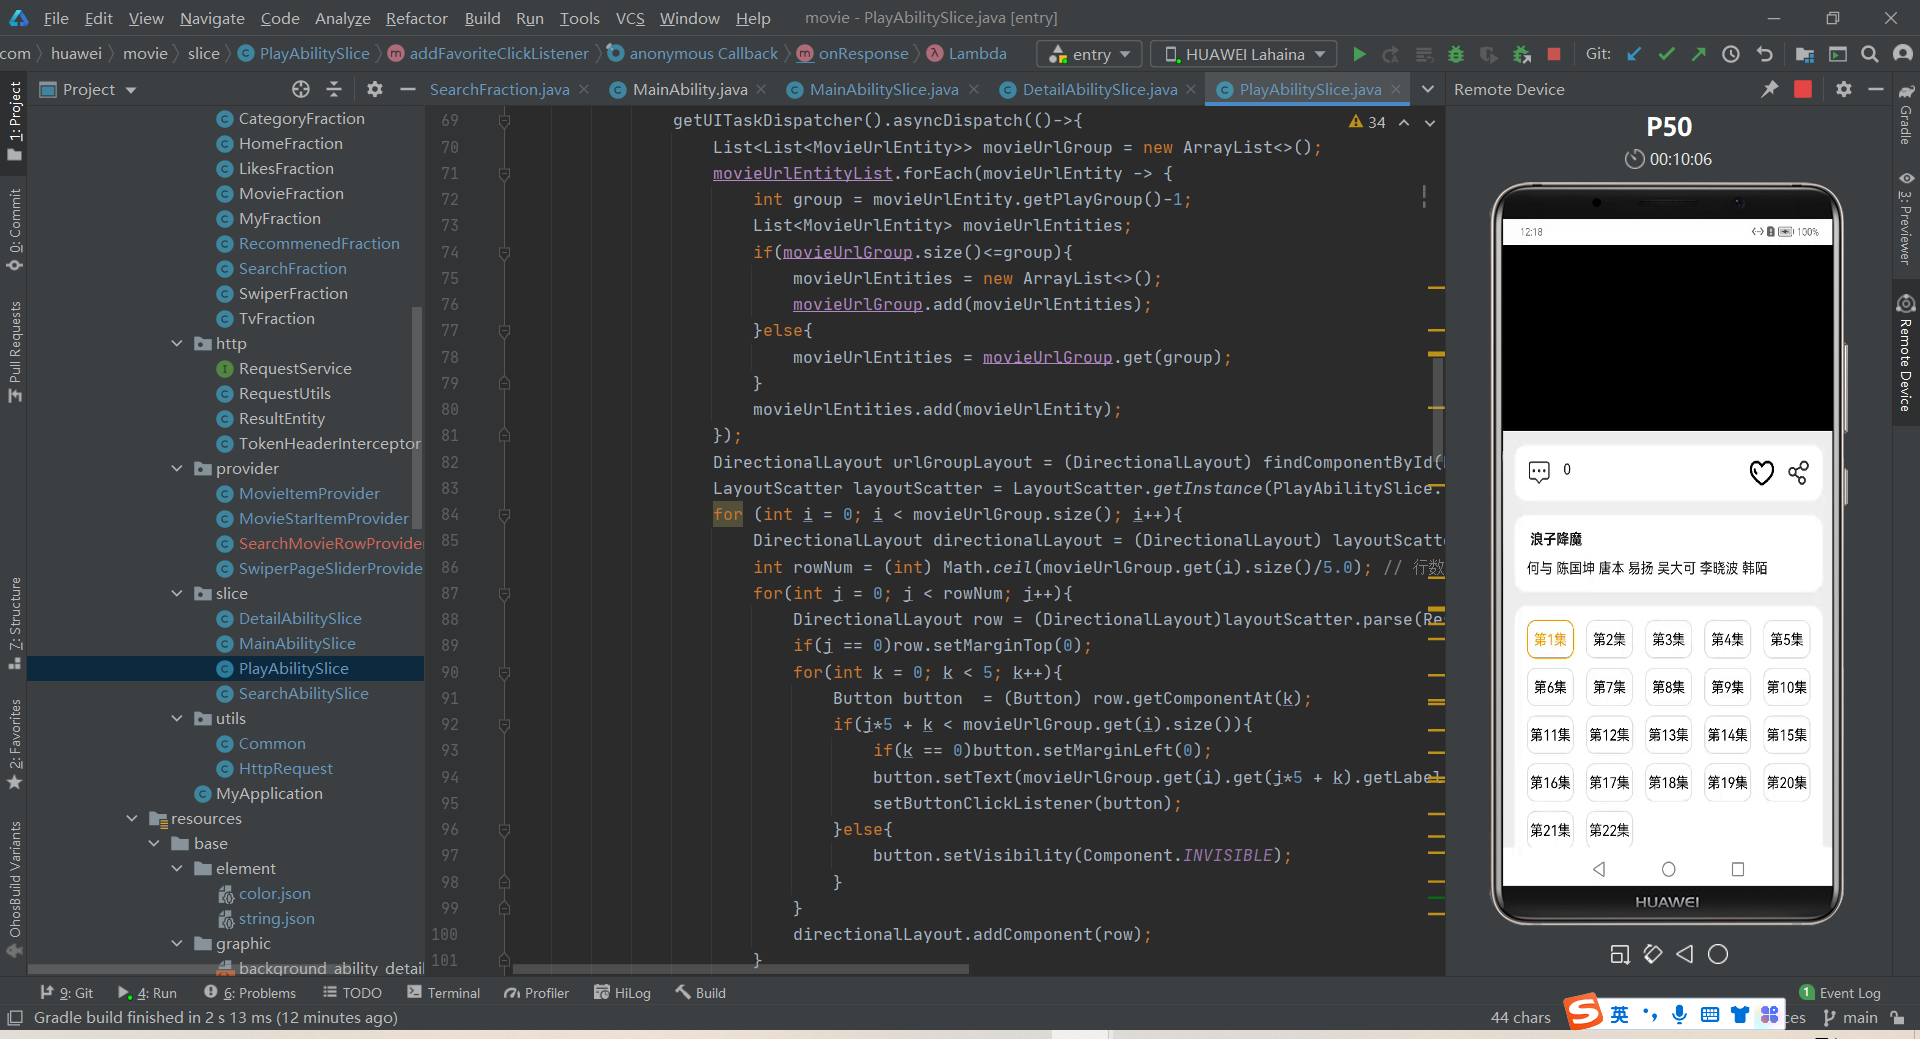 File Edit View Navigate Code Analyze Refactor Build Run Tools VCS Window Help movie - PlayAbilitySlice.java [entry]
com huawei movie slice PlayAbilitySlice addFavoriteClickListener anonymous Callback onResponse Lambda entry HUAWEI Lahaina Git:
Project
SearchFraction.java MainAbility.java MainAbilitySlice.java DetailAbilitySlice.java PlayAbilitySlice.java
Remote Device
1: Project
0: Commit
Pull Requests
7: Structure
2: Favorites
OhosBuild Variants
CategoryFraction
HomeFraction
LikesFraction
MovieFraction
MyFraction
RecommenedFraction
SearchFraction
SwiperFraction
TvFraction
http
RequestService
RequestUtils
ResultEntity
TokenHeaderInterceptor
provider
MovieItemProvider
MovieStarItemProvider
SearchMovieRowProvider
SwiperPageSliderProvide
slice
DetailAbilitySlice
MainAbilitySlice
PlayAbilitySlice
SearchAbilitySlice
utils
Common
HttpRequest
MyApplication
resources
base
element
color.json
string.json
graphic
background_ability_detai
34
69 getUITaskDispatcher().asyncDispatch(()->{
70 List<List<MovieUrlEntity>> movieUrlGroup = new ArrayList<>();
71 movieUrlEntityList.forEach(movieUrlEntity -> {
72 int group = movieUrlEntity.getPlayGroup()-1;
73 List<MovieUrlEntity> movieUrlEntities;
74 if(movieUrlGroup.size()<=group){
75 movieUrlEntities = new ArrayList<>();
76 movieUrlGroup.add(movieUrlEntities);
77 }else{
78 movieUrlEntities = movieUrlGroup.get(group);
79 }
80 movieUrlEntities.add(movieUrlEntity);
81 });
82 DirectionalLayout urlGroupLayout = (DirectionalLayout) findComponentById(
83 LayoutScatter layoutScatter = LayoutScatter.getInstance(PlayAbilitySlice.
84 for (int i = 0; i < movieUrlGroup.size(); i++){
85 DirectionalLayout directionalLayout = (DirectionalLayout) layoutScatte
86 int rowNum = (int) Math.ceil(movieUrlGroup.get(i).size()/5.0); // 行数
87 for(int j = 0; j < rowNum; j++){
88 DirectionalLayout row = (DirectionalLayout)layoutScatter.parse(Re
89 if(j == 0)row.setMarginTop(0);
90 for(int k = 0; k < 5; k++){
91 Button button  = (Button) row.getComponentAt(k);
92 if(j*5 + k < movieUrlGroup.get(i).size()){
93 if(k == 0)button.setMarginLeft(0);
94 button.setText(movieUrlGroup.get(i).get(j*5 + k).getLabel
95 setButtonClickListener(button);
96 }else{
97 button.setVisibility(Component.INVISIBLE);
98 }
99 }
100 directionalLayout.addComponent(row);
101 }
P50
00:10:06
12:18 100%
0
浪子降魔
何与 陈国坤 唐本 易扬 吴大可 李晓波 韩陌
第1集 第2集 第3集 第4集 第5集
第6集 第7集 第8集 第9集 第10集
第11集 第12集 第13集 第14集 第15集
第16集 第17集 第18集 第19集 第20集
第21集 第22集
HUAWEI
Gradle
3: Previewer
Remote Device
9: Git 4: Run 6: Problems TODO Terminal Profiler HiLog Build 1 Event Log
Gradle build finished in 2 s 13 ms (12 minutes ago) 44 chars 英 ces main